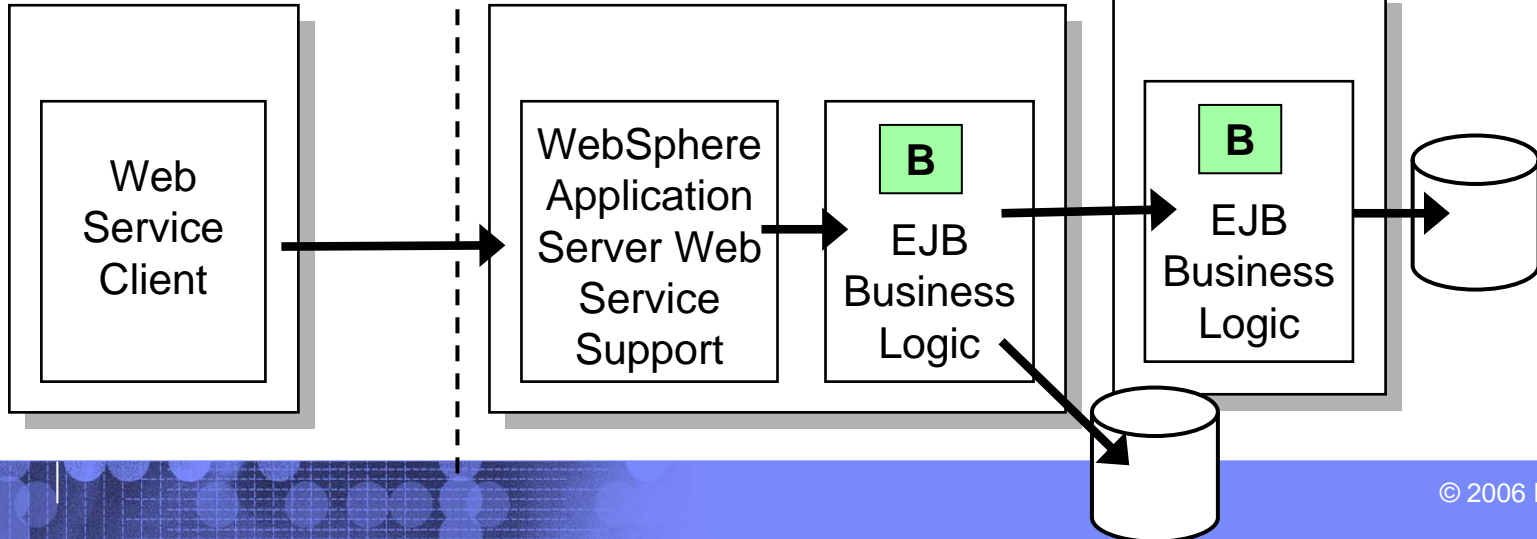 Web
Service
Client
WebSphere
Application
Server Web
Service
Support
B
EJB
Business
Logic
B
EJB
Business
Logic
© 2006